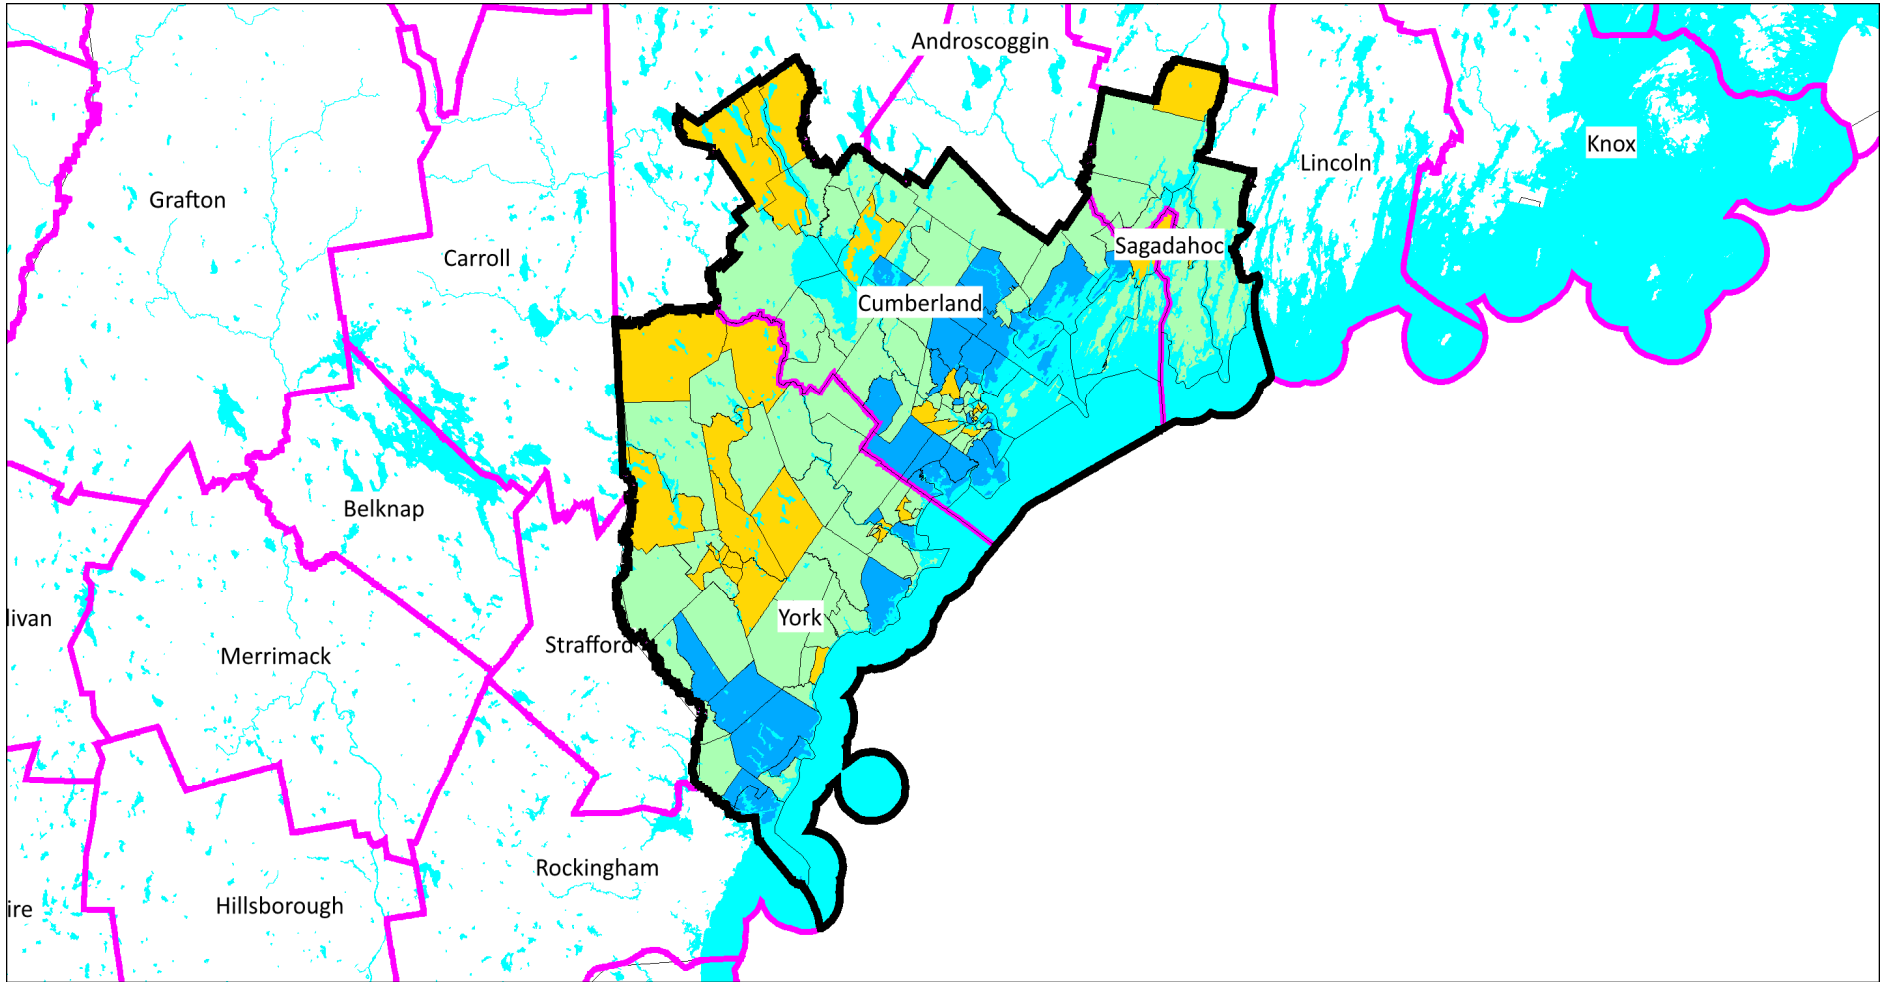 Androscoggin
Knox
Lincoln
Grafton
Sagadahoc
Carroll
Cumberland
Belknap
York
livan
Strafford
Merrimack
Rockingham
Hillsborough
ire